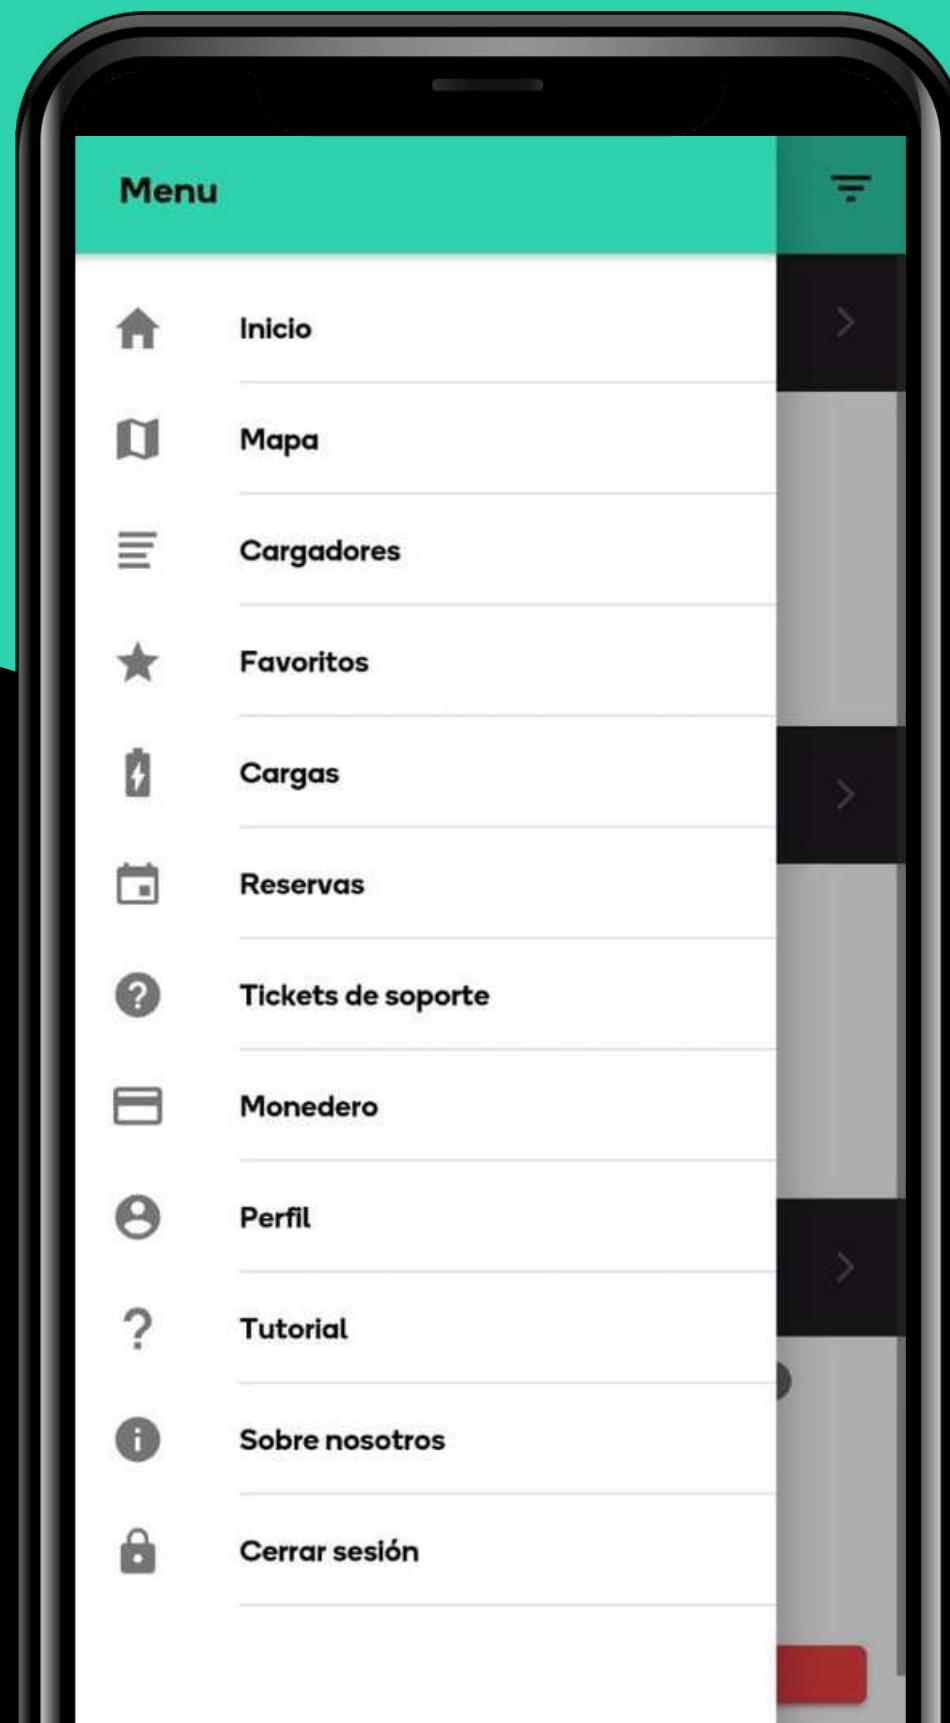 Menu
Inicio
Mapa
Cargadores
Favoritos
Cargas
Reservas
Tickets de soporte
Monedero
Perfil
Tutorial
Sobre nosotros
Cerrar sesión